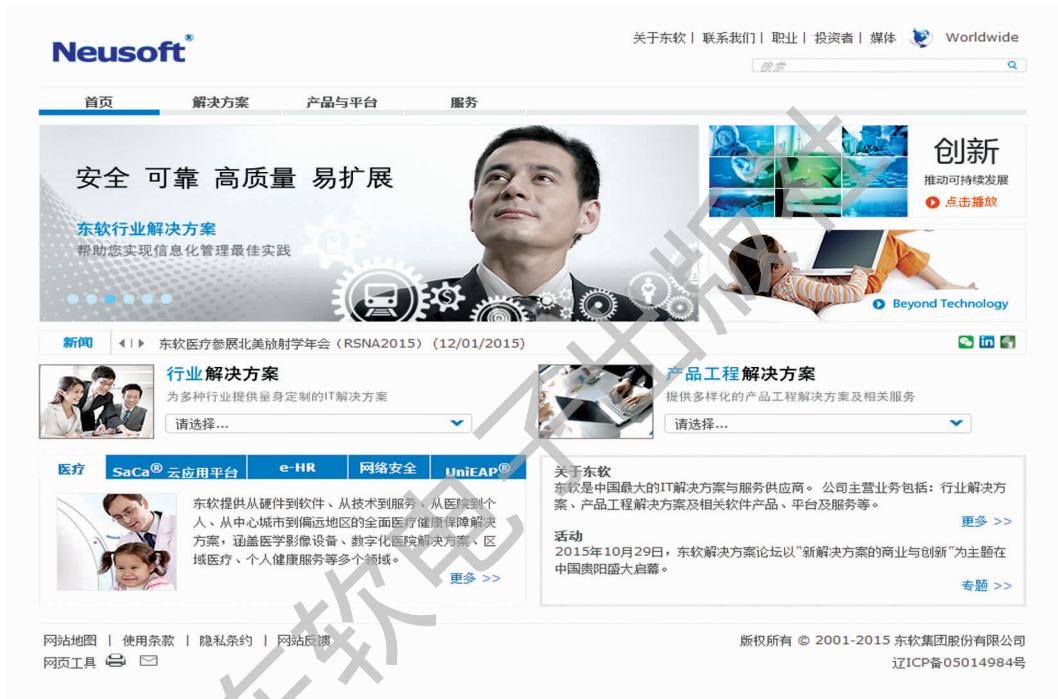 Neusoft®
关于东软 | 联系我们 | 职业 | 投资者 | 媒体 Worldwide
搜索
首页 解决方案 产品与平台 服务
安全 可靠 高质量 易扩展
东软行业解决方案
帮助您实现信息化管理最佳实践
创新
推动可持续发展
点击播放
Beyond Technology
新闻 东软医疗参展北美放射学年会（RSNA2015）（12/01/2015）
行业解决方案
为多种行业提供量身定制的IT解决方案
请选择...
产品工程解决方案
提供多样化的产品工程解决方案及相关服务
请选择...
医疗 SaCa® 云应用平台 e-HR 网络安全 UniEAP®
东软提供从硬件到软件、从技术到服务、从医院到个
人、从中心城市到偏远地区的全面医疗健康保障解决
方案，涵盖医学影像设备、数字化医院解决方案、区
域医疗、个人健康服务等多个领域。
更多 >>
关于东软
东软是中国最大的IT解决方案与服务供应商。 公司主营业务包括：行业解决方
案、产品工程解决方案及相关软件产品、平台及服务等。
更多 >>
活动
2015年10月29日，东软解决方案论坛以“新解决方案的商业与创新”为主题在
中国贵阳盛大启幕。
专题 >>
网站地图 | 使用条款 | 隐私条约 | 网站反馈
网页工具
版权所有 © 2001-2015 东软集团股份有限公司
辽ICP备05014984号
东软电子出版社